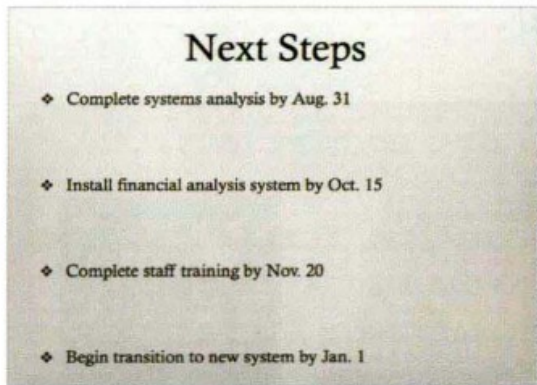 Next Steps
❖ Complete systems analysis by Aug. 31
❖ Install financial analysis system by Oct. 15
❖ Complete staff training by Nov. 20
❖ Begin transition to new system by Jan. 1